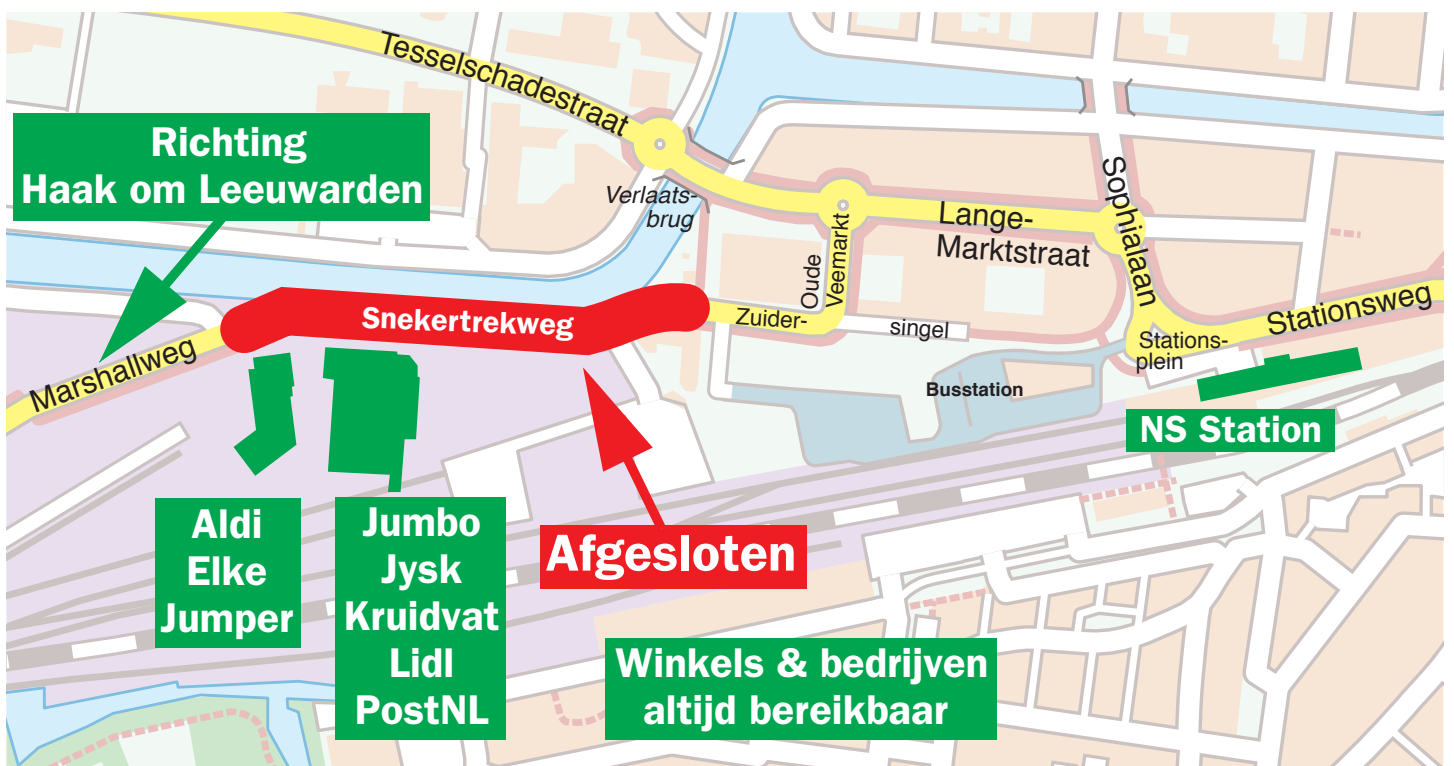 Tesselschadestraat
Richting
Haak om Leeuwarden
Verlaats-
brug
Lange-
Marktstraat
Sophialaan
Oude
Veemarkt
Snekertrekweg
Zuider-
singel
Stationsweg
Stations-
plein
Marshallweg
Busstation
NS Station
Aldi
Elke
Jumper
Jumbo
Jysk
Kruidvat
Lidl
PostNL
Afgesloten
Winkels & bedrijven
altijd bereikbaar